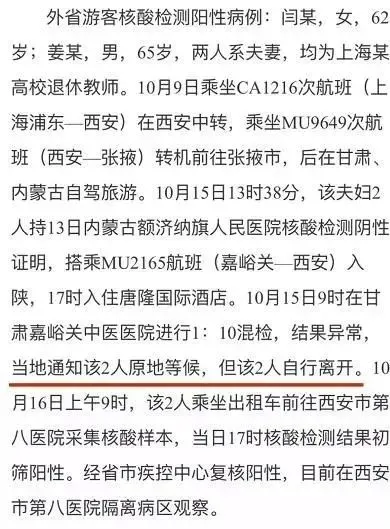 外省游客核酸检测阳性病例：闫某，女，62
岁；姜某，男，65岁，两人系夫妻，均为上海某
高校退休教师。10月9日乘坐CA1216次航班（上
海浦东—西安）在西安中转，乘坐MU9649次航
班（西安—张掖）转机前往张掖市，后在甘肃、
内蒙古自驾旅游。10月15日13时38分，该夫妇2
人持13日内蒙古额济纳旗人民医院核酸检测阴性
证明，搭乘MU2165航班（嘉峪关—西安）入
陕，17时入住唐隆国际酒店。10月15日9时在甘
肃嘉峪关中医医院进行1：10混检，结果异常，
当地通知该2人原地等候，但该2人自行离开。10
月16日上午9时，该2人乘坐出租车前往西安市第
八医院采集核酸样本，当日17时核酸检测结果初
筛阳性。经省市疾控中心复核阳性，目前在西安
市第八医院隔离病区观察。